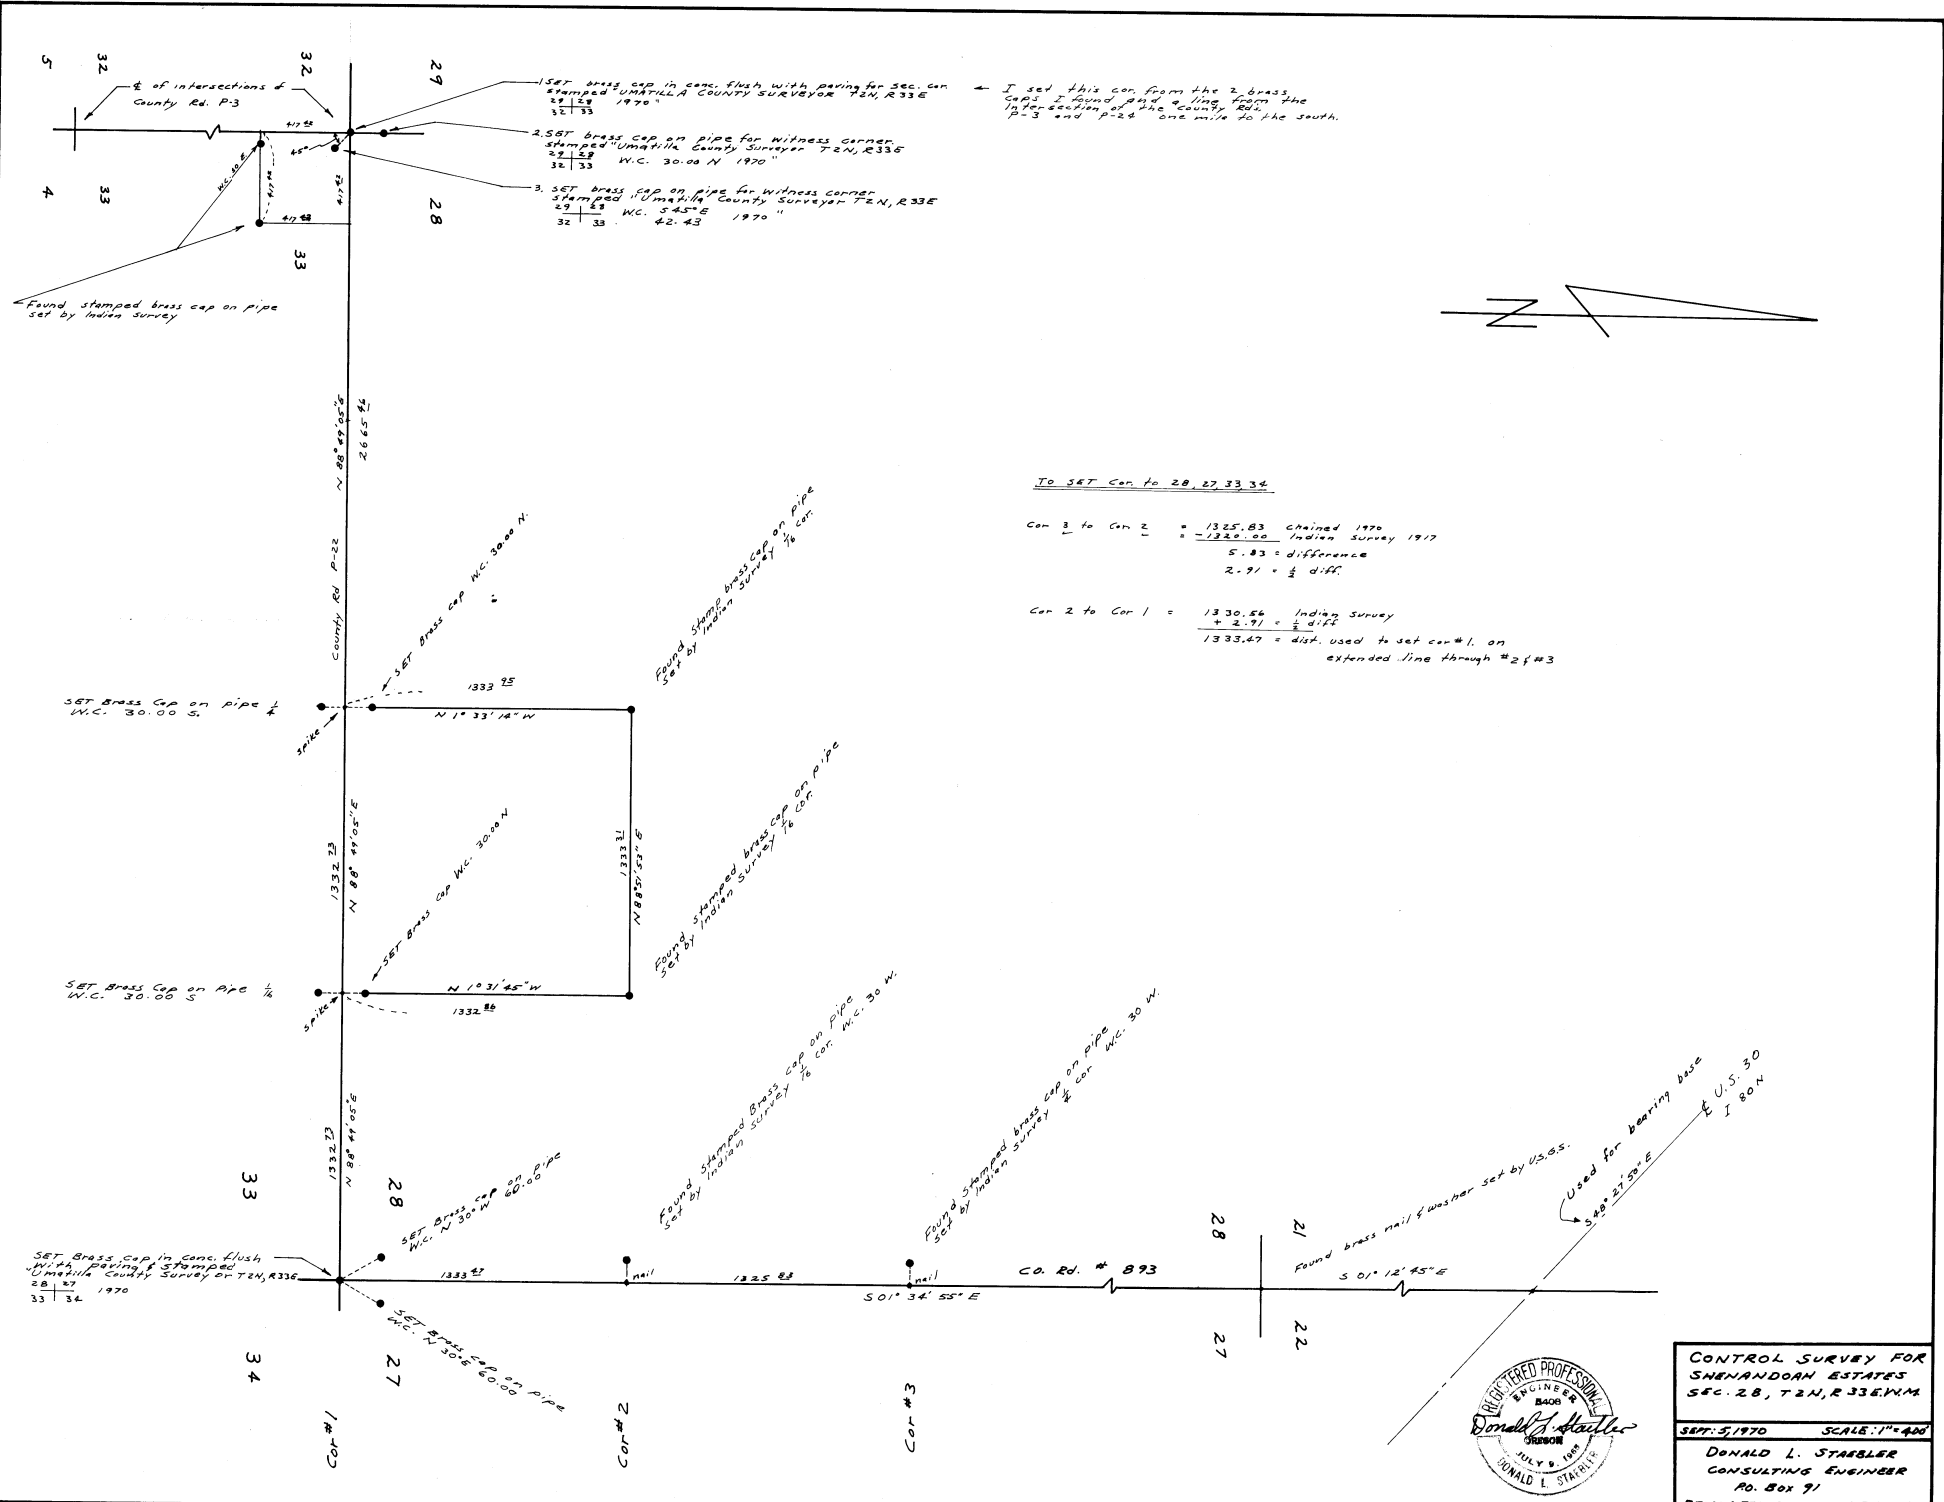 5
32
32
29
℄ of intersections of
County Rd. P-3
1. SET brass cap in conc. flush with paving for sec. cor.
stamped "UMATILLA COUNTY SURVEYOR T2N, R33E
29 | 28 1970"
32 | 33
← I set this cor. from the 2 brass
caps I found and a line from the
intersection of the county Rds.
P-3 and P-24 one mile to the south.
2. SET brass cap on pipe for witness corner.
stamped "Umatilla County Surveyor T2N, R33E
29 | 28 W.C. 30.00 N 1970"
32 | 33
3. SET brass cap on pipe for witness corner
stamped "Umatilla County Surveyor T2N, R33E
29 | 28 W.C. S45°E 1970"
32 | 33 42.43
417
45°
417
417
417
4
33
28
33
Found stamped brass cap on pipe
set by Indian survey
N
N 88° 49' 05" E
2665 46
County Rd P-22
TO SET Cor. to 28, 27, 33, 34
Cor 3 to Cor 2 = 1325.83 chained 1970
= -1320.00 Indian Survey 1917
5.83 = difference
2.91 = ½ diff.
Cor 2 to Cor 1 = 1330.56 Indian survey
+ 2.91 = ½ diff
1333.47 = dist. used to set cor #1. on
extended line through #2 & #3
SET Brass cap W.C. 30.00 N.
Found stamp brass cap on pipe
set by Indian Survey 1/16 cor.
SET Brass Cap on pipe ¼
W.C. 30.00 S.
spike
1333 95
N 1° 33' 14" W
1332 73
N 88° 49' 05" E
SET Brass Cap W.C. 30.00 N
1333 31
N 88° 51' 53" E
Found stamped brass cap on pipe
set by Indian Survey 1/16 cor.
SET Brass Cap on Pipe 1/16
W.C. 30.00 S
spike
N 1° 31' 45" W
1332 86
1332 73
N 88° 49' 05" E
Found stamped Brass cap on pipe
set by Indian Survey 1/16 cor. W.C. 30 W.
Found stamped brass cap on pipe
set by Indian Survey ¼ cor W.C. 30 W.
33
28
SET Brass cap on pipe
W.C. N 30° W 60.00
SET Brass Cap in conc. flush
with paving & stamped
"Umatilla County Surveyor T2N, R33E
28 | 27 1970
33 | 34
1333 47
nail
1325 83
nail
S 01° 34' 55" E
CO. Rd. # 893
28
21
Found brass nail & washer set by U.S.G.S.
S 01° 12' 45" E
Used for bearing base
S 48° 27' 50" E
℄ U.S. 30
I 80 N
SET Brass cap on pipe
W.C. N 30° E 60.00
34
27
27
22
Cor #1
Cor #2
Cor #3
REGISTERED PROFESSIONAL
ENGINEER
5406
Donald L. Staebler
OREGON
JULY 9, 1965
DONALD L. STAEBLER
CONTROL SURVEY FOR
SHENANDOAH ESTATES
SEC. 28, T2N, R33E.W.M.
SEPT. 5, 1970 SCALE: 1"=400'
DONALD L. STAEBLER
CONSULTING ENGINEER
P.O. BOX 91